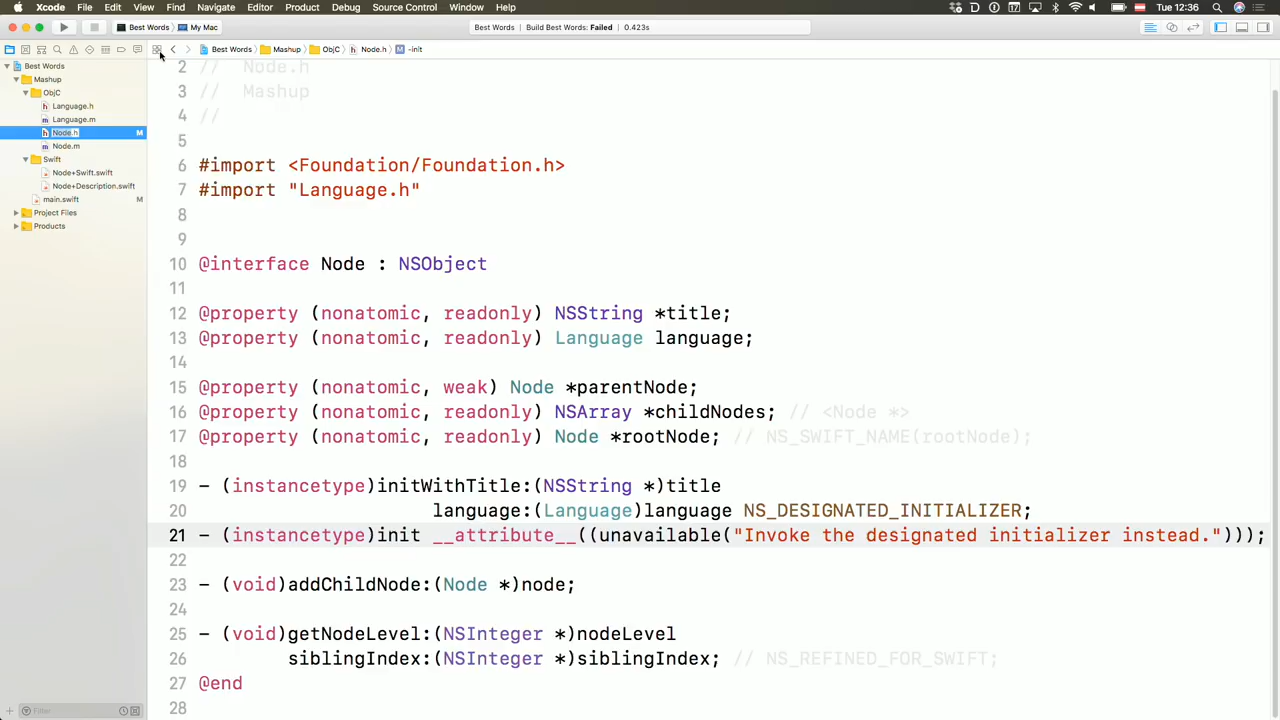 Xcode File Edit View Find Navigate Editor Product Debug Source Control Window Help Tue 12:36
Best Words My Mac Best Words Build Best Words: Failed 0.423s
Best Words Mashup ObjC Node.h -init
Best Words
Mashup
ObjC
Language.h
Language.m
Node.h M
Node.m
Swift
Node+Swift.swift
Node+Description.swift
main.swift M
Project Files
Products
Filter
2 // Node.h
3 // Mashup
4 //
5
6 #import <Foundation/Foundation.h>
7 #import "Language.h"
8
9
10 @interface Node : NSObject
11
12 @property (nonatomic, readonly) NSString *title;
13 @property (nonatomic, readonly) Language language;
14
15 @property (nonatomic, weak) Node *parentNode;
16 @property (nonatomic, readonly) NSArray *childNodes; // <Node *>
17 @property (nonatomic, readonly) Node *rootNode; // NS_SWIFT_NAME(rootNode);
18
19 - (instancetype)initWithTitle:(NSString *)title
20 language:(Language)language NS_DESIGNATED_INITIALIZER;
21 - (instancetype)init __attribute__((unavailable("Invoke the designated initializer instead.")));
22
23 - (void)addChildNode:(Node *)node;
24
25 - (void)getNodeLevel:(NSInteger *)nodeLevel
26 siblingIndex:(NSInteger *)siblingIndex; // NS_REFINED_FOR_SWIFT;
27 @end
28